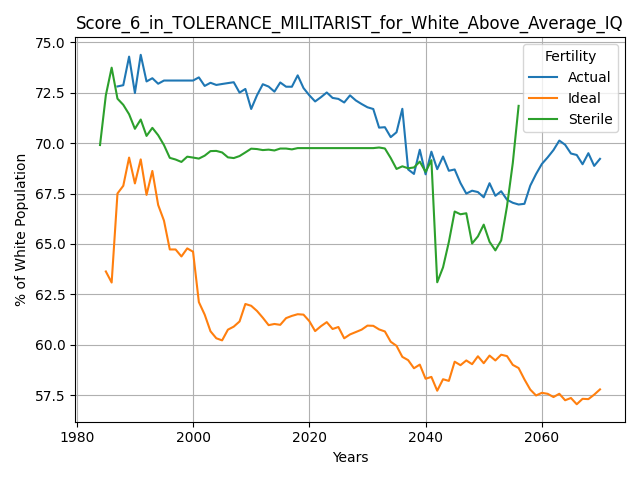 Score_6_in_TOLERANCE_MILITARIST_for_White_Above_Average_IQ
% of White Population
75.0
72.5
70.0
67.5
65.0
62.5
60.0
57.5
Fertility
Actual
Ideal
Sterile
1980
2000
2020
2040
2060
Years